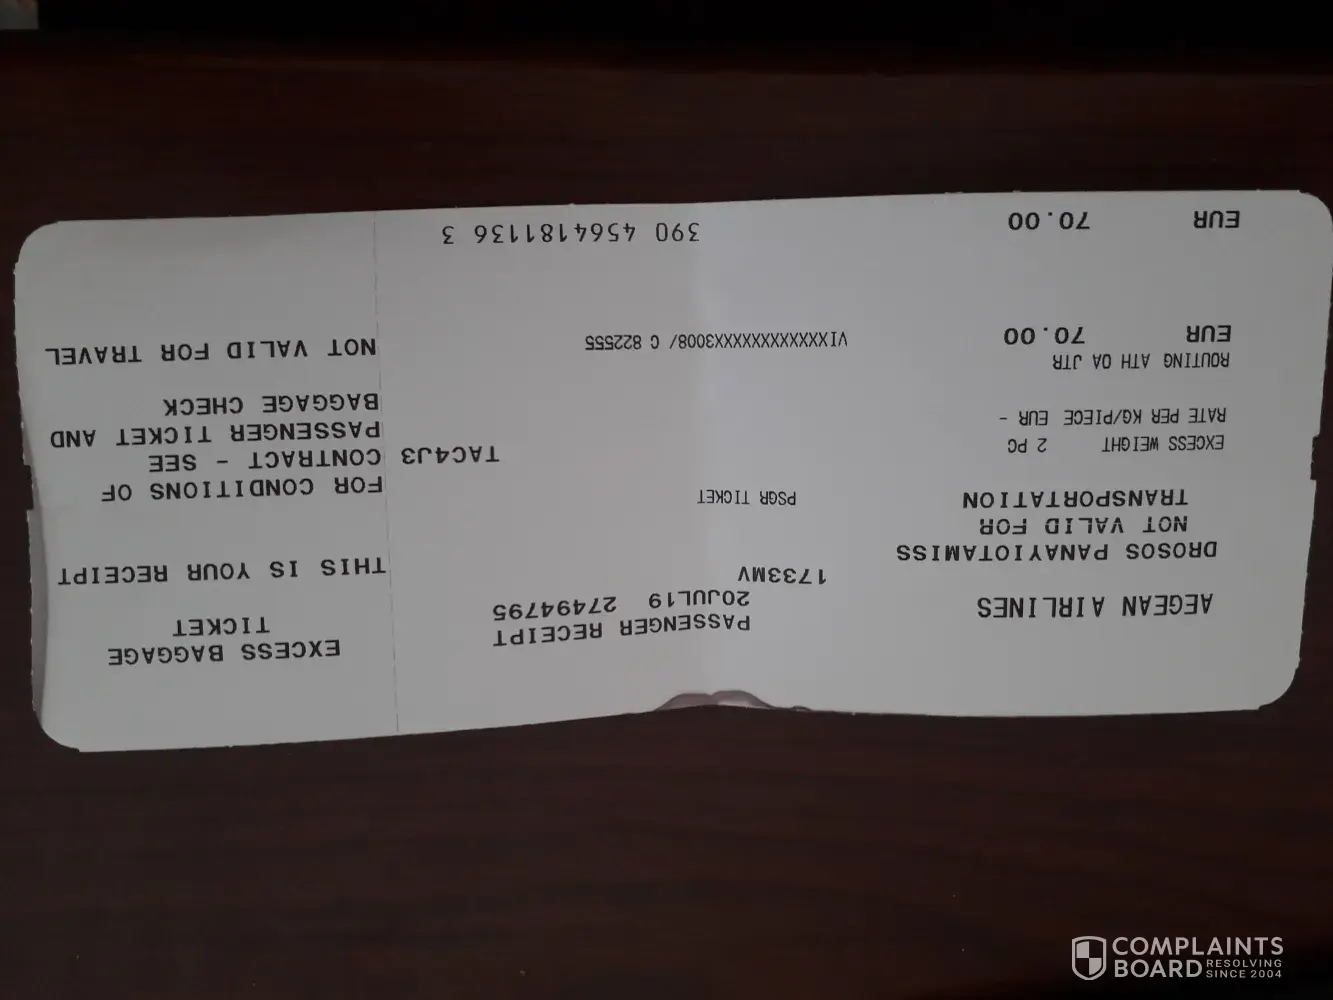 AEGEAN AIRLINES
DROSOS PANAYIOTAMISS
NOT VALID FOR
TRANSPORTATION
EXCESS WEIGHT 2 PC
RATE PER KG/PIECE EUR -
ROUTING ATH OA JTR
EUR 70.00
EUR 70.00
PASSENGER RECEIPT
20JUL19 27494795
1733MV
PSGR TICKET
TAC4J3
VIXXXXXXXXXXXXX3008/ C 822555
390 4564181136 3
EXCESS BAGGAGE
TICKET
THIS IS YOUR RECEIPT
FOR CONDITIONS OF
CONTRACT - SEE
PASSENGER TICKET AND
BAGGAGE CHECK
NOT VALID FOR TRAVEL
COMPLAINTS
BOARD RESOLVING
SINCE 2004